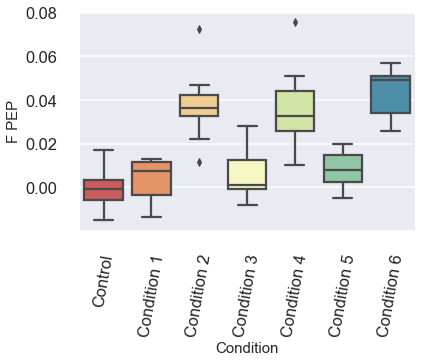 0.08
0.06
0.04
0.02
0.00
F PEP
Control
Condition 1
Condition 2
Condition 3
Condition 4
Condition 5
Condition 6
Condition